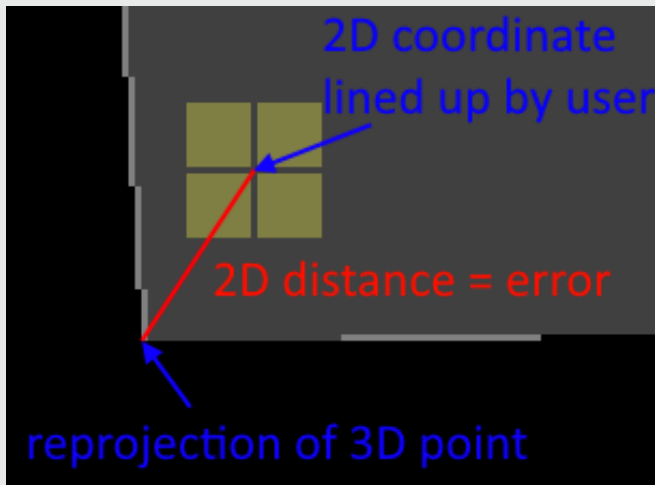 2D coordinate
lined up by user
2D distance = error
reprojection of 3D point